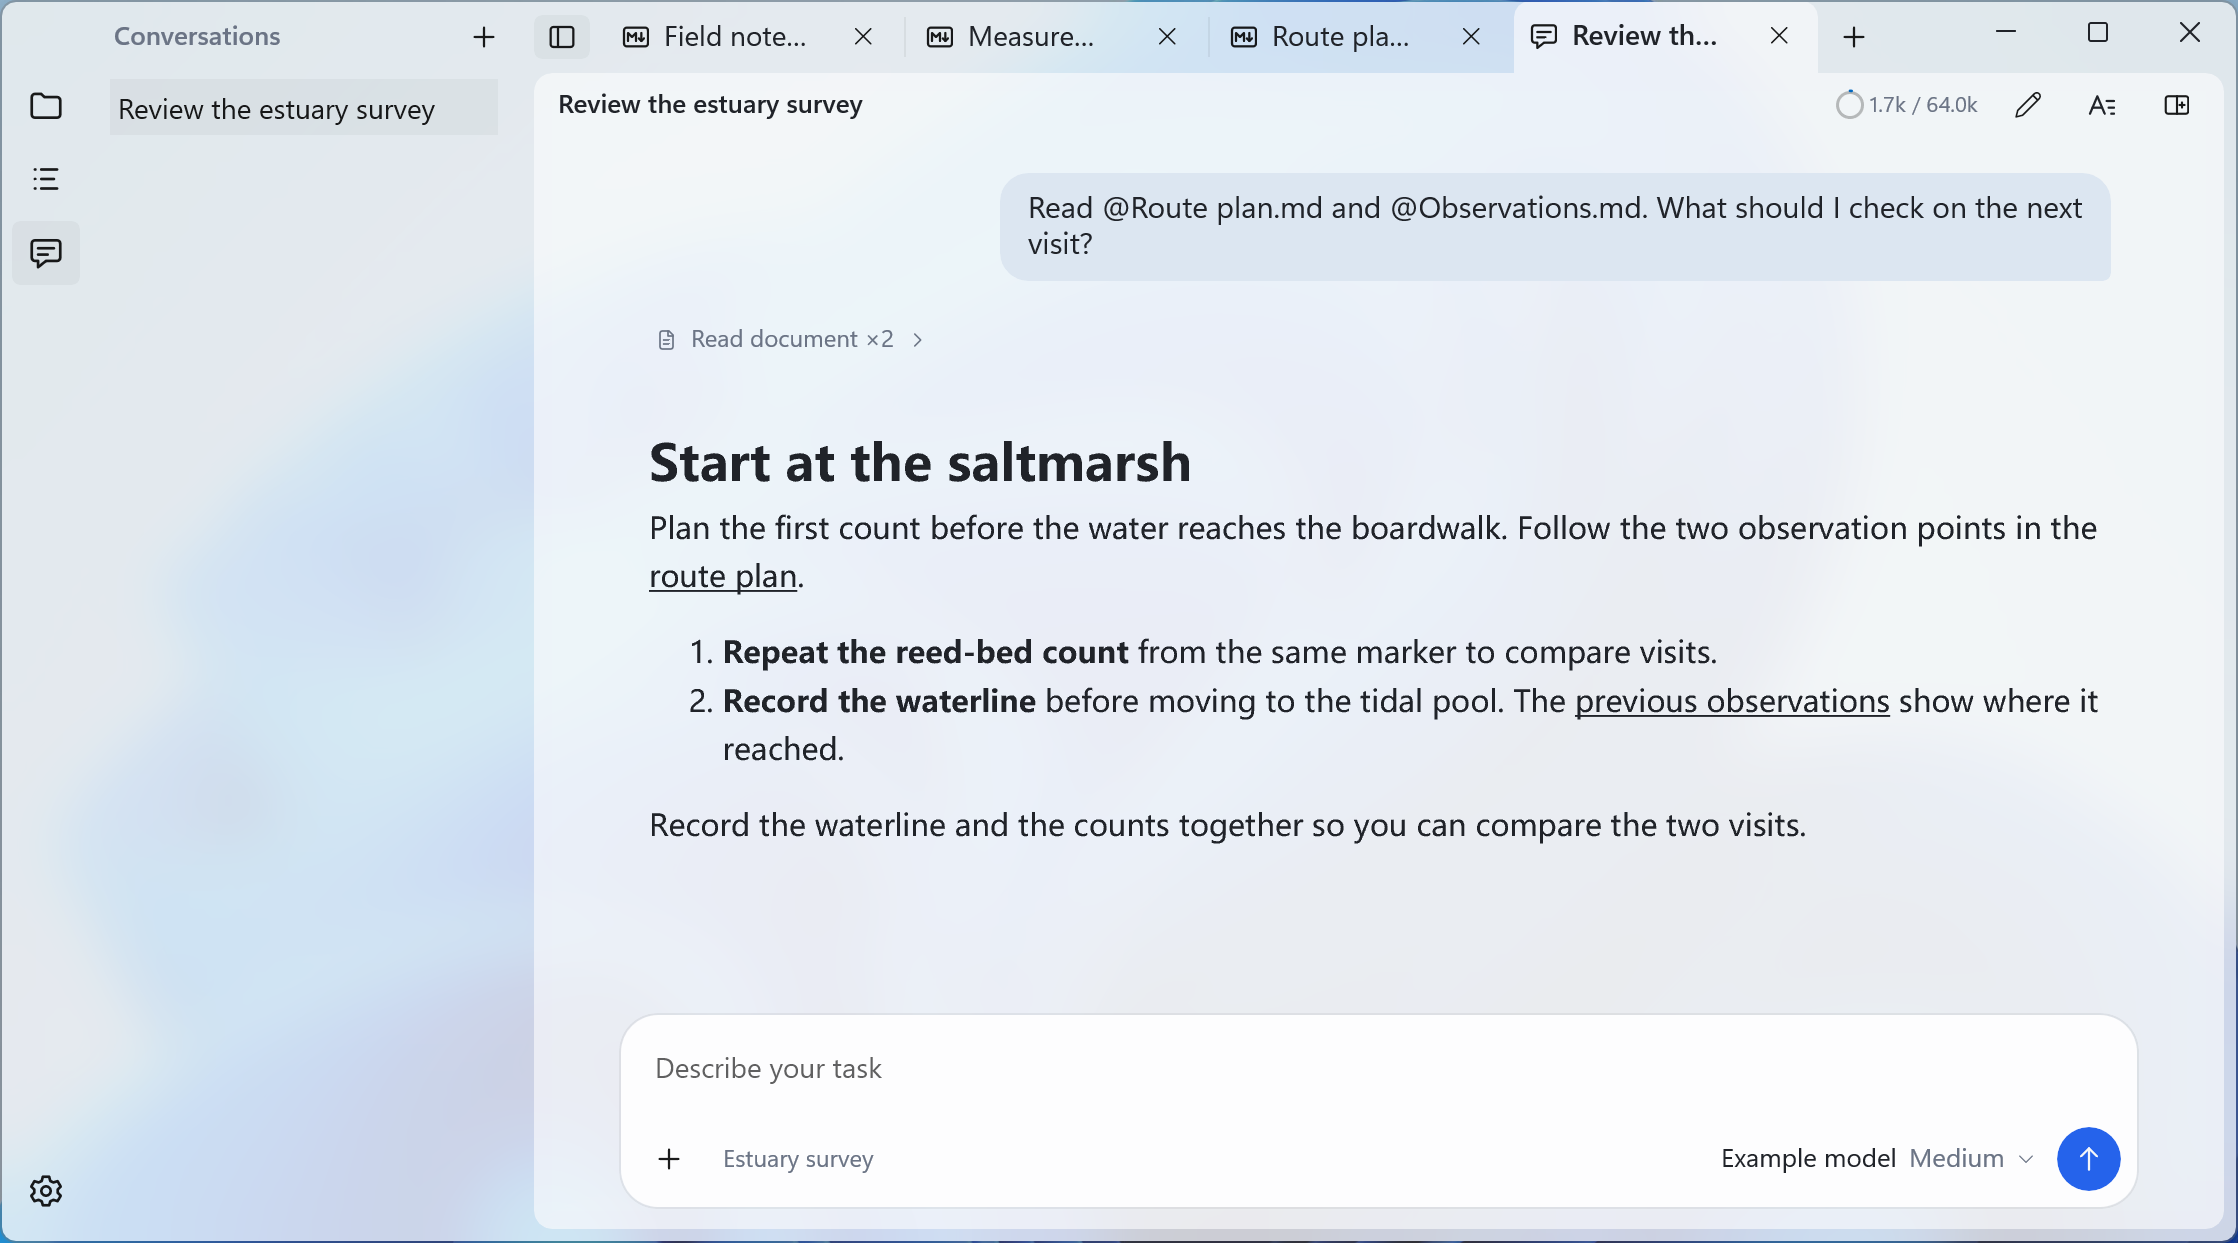 Conversations
Field note...
Measure...
Route pla...
Review th...
Review the estuary survey
Review the estuary survey
1.7k / 64.0k
Read @Route plan.md and @Observations.md. What should I check on the next
visit?
Read document ×2
Start at the saltmarsh
Plan the first count before the water reaches the boardwalk. Follow the two observation points in the
route plan.
1. Repeat the reed-bed count from the same marker to compare visits.
2. Record the waterline before moving to the tidal pool. The previous observations show where it
reached.
Record the waterline and the counts together so you can compare the two visits.
Describe your task
Estuary survey
Example model Medium